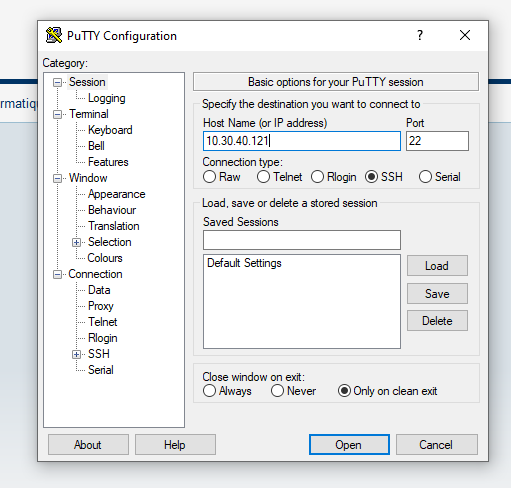 PuTTY Configuration
?
Category:
Session
Logging
Terminal
Keyboard
Bell
Features
Window
Appearance
Behaviour
Translation
Selection
Colours
Connection
Data
Proxy
Telnet
Rlogin
SSH
Serial
Basic options for your PuTTY session
Specify the destination you want to connect to
Host Name (or IP address) Port
10.30.40.121 22
Connection type:
Raw Telnet Rlogin SSH Serial
Load, save or delete a stored session
Saved Sessions
Default Settings
Load
Save
Delete
Close window on exit:
Always Never Only on clean exit
About Help Open Cancel
rmatiqu